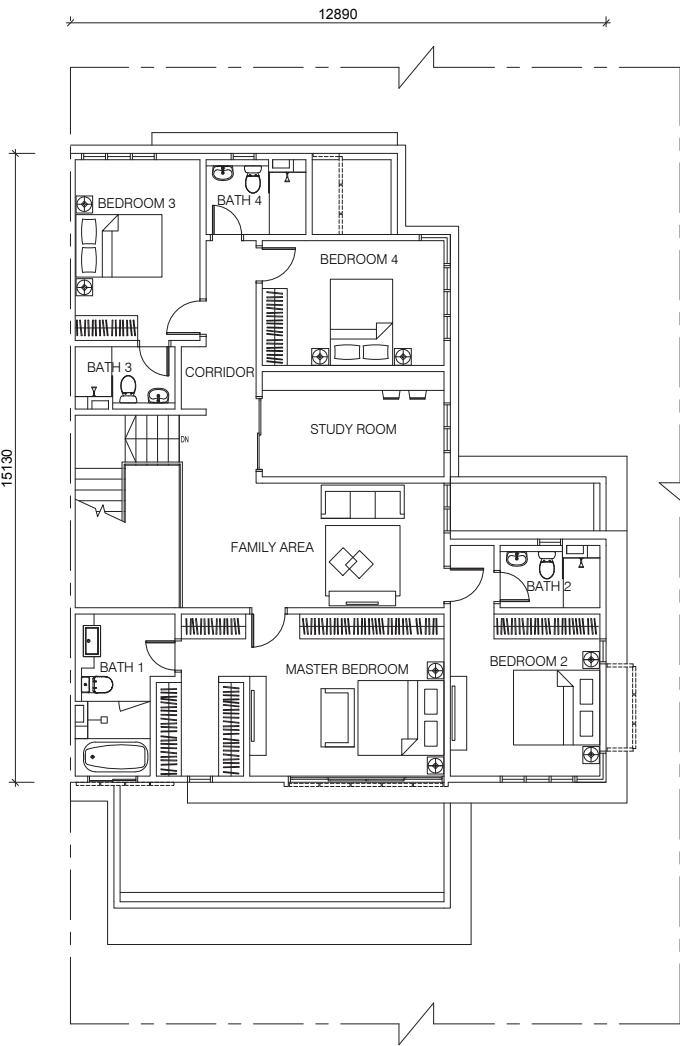 12890
BEDROOM 3
BATH 4
BEDROOM 4
BATH 3
CORRIDOR
STUDY ROOM
DN
15130
FAMILY AREA
BATH 2
BATH 1
MASTER BEDROOM
BEDROOM 2